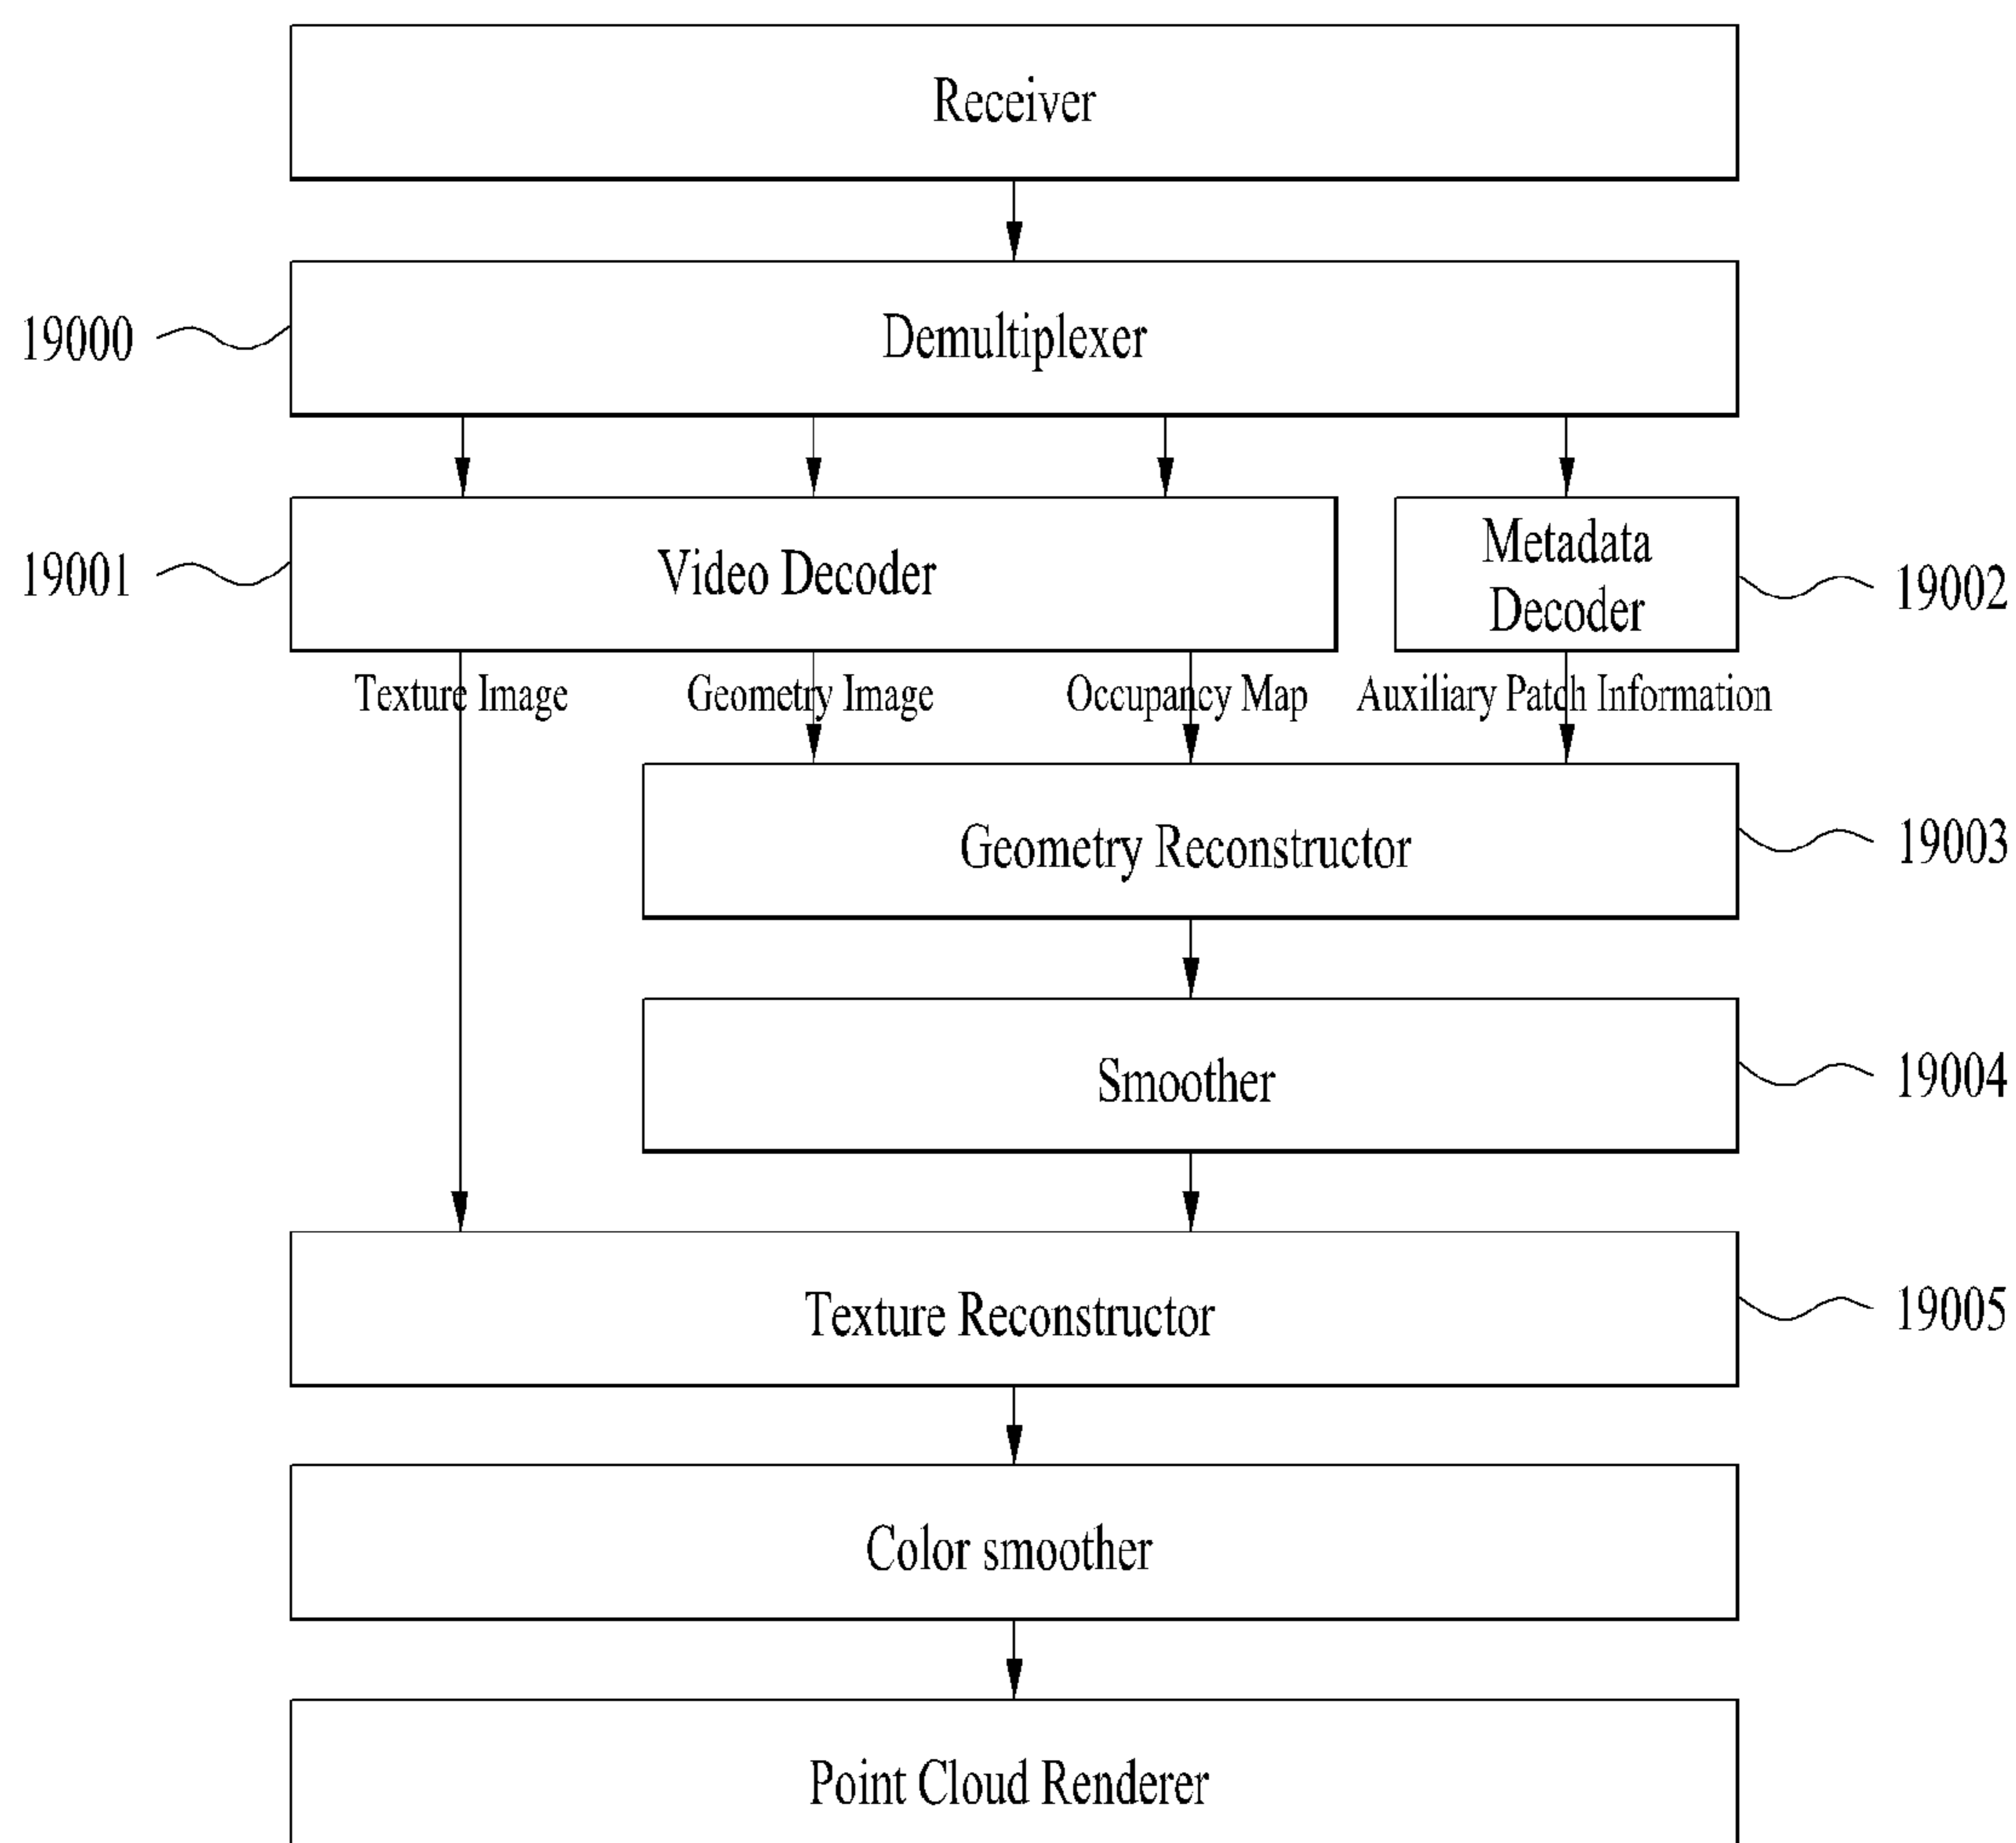 Receiver
19000
Demultiplexer
19001
Video Decoder
Metadata
Decoder
19002
Texture Image
Geometry Image
Occupancy Map
Auxiliary Patch Information
Geometry Reconstructor
19003
Smoother
19004
Texture Reconstructor
19005
Color smoother
Point Cloud Renderer